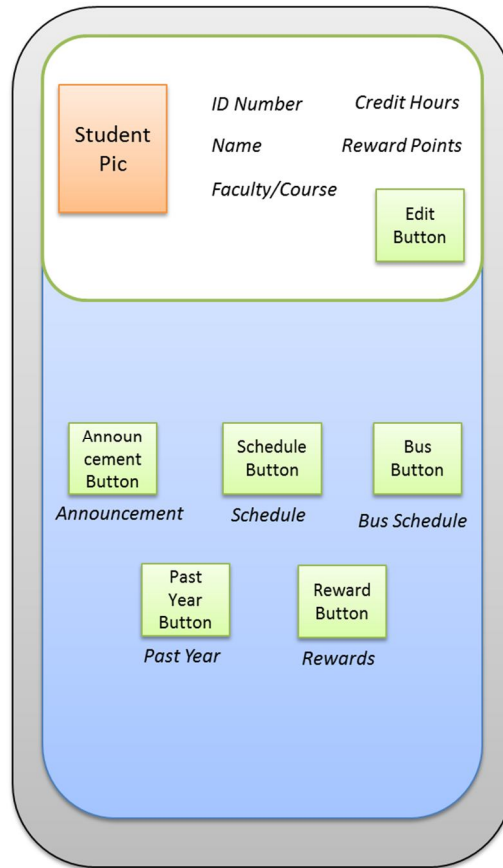 Student
Pic
ID Number
Name
Faculty/Course
Credit Hours
Reward Points
Edit
Button
Announ
cement
Button
Announcement
Schedule
Button
Schedule
Bus
Button
Bus Schedule
Past
Year
Button
Past Year
Reward
Button
Rewards